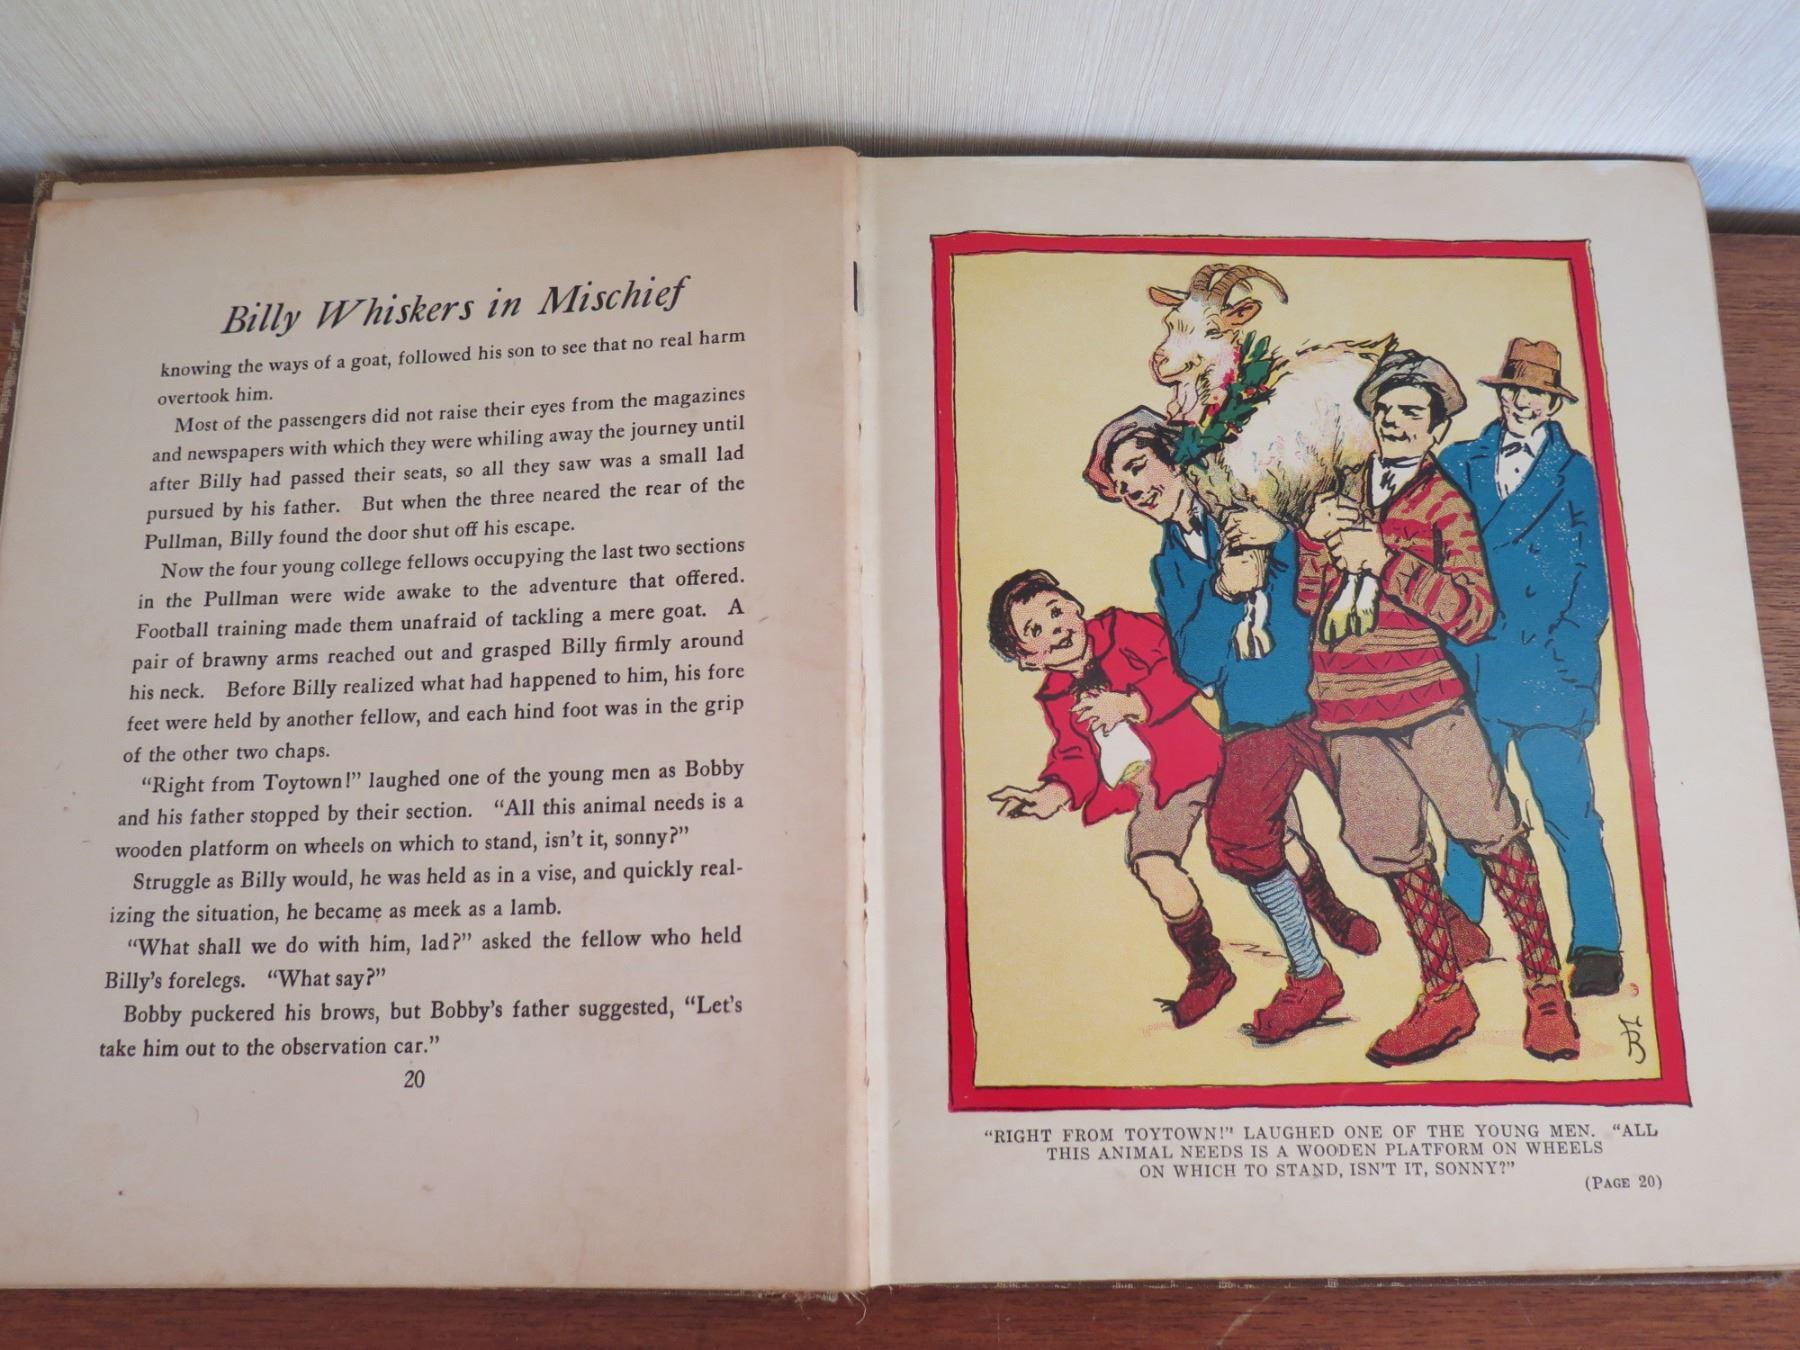 Billy Whiskers in Mischief
knowing the ways of a goat, followed his son to see that no real harm
overtook him.
Most of the passengers did not raise their eyes from the magazines
and newspapers with which they were whiling away the journey until
after Billy had passed their seats, so all they saw was a small lad
pursued by his father. But when the three neared the rear of the
Pullman, Billy found the door shut off his escape.
Now the four young college fellows occupying the last two sections
in the Pullman were wide awake to the adventure that offered.
Football training made them unafraid of tackling a mere goat. A
pair of brawny arms reached out and grasped Billy firmly around
his neck. Before Billy realized what had happened to him, his fore
feet were held by another fellow, and each hind foot was in the grip
of the other two chaps.
“Right from Toytown!” laughed one of the young men as Bobby
and his father stopped by their section. “All this animal needs is a
wooden platform on wheels on which to stand, isn't it, sonny?”
Struggle as Billy would, he was held as in a vise, and quickly real-
izing the situation, he became as meek as a lamb.
“What shall we do with him, lad?” asked the fellow who held
Billy's forelegs. “What say?”
Bobby puckered his brows, but Bobby's father suggested, “Let's
take him out to the observation car.”
20
“RIGHT FROM TOYTOWN!” LAUGHED ONE OF THE YOUNG MEN. “ALL
THIS ANIMAL NEEDS IS A WOODEN PLATFORM ON WHEELS
ON WHICH TO STAND, ISN'T IT, SONNY?”
(PAGE 20)